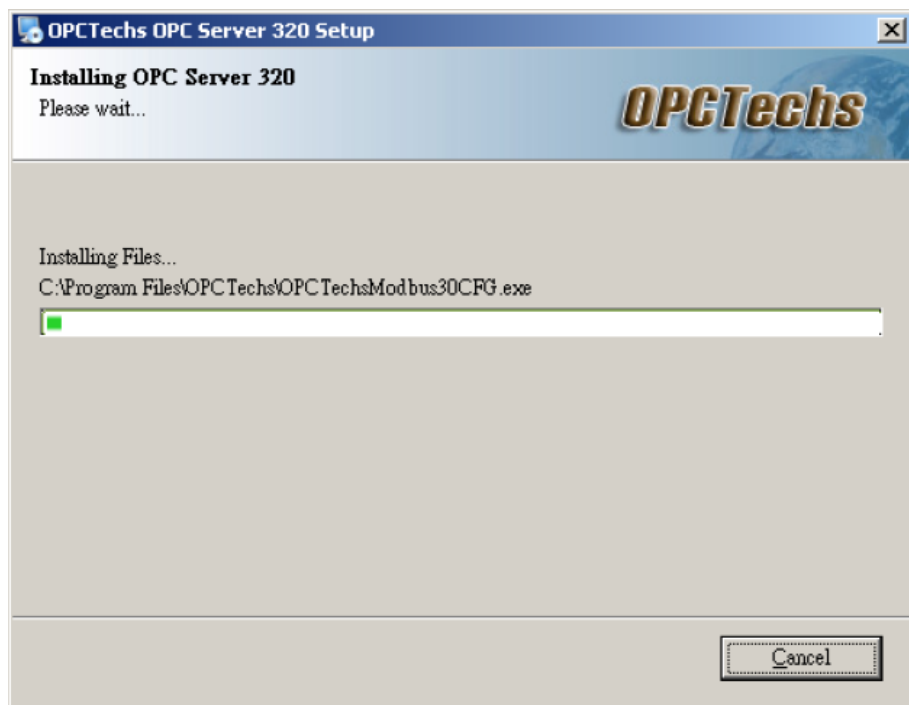 OPCTechs OPC Server 320 Setup
Installing OPC Server 320
Please wait...
OPCTechs
Installing Files...
C:\Program Files\OPCTechs\OPCTechsModbus30CFG.exe
Cancel